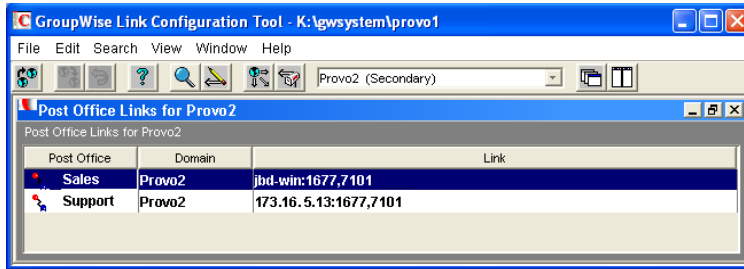 GroupWise Link Configuration Tool - K:\gwsystem\provo1
File Edit Search View Window Help
Provo2 (Secondary)
Post Office Links for Provo2
Post Office Links for Provo2
Post Office Domain Link
Sales Provo2 jbd-win:1677,7101
Support Provo2 173.16.5.13:1677,7101